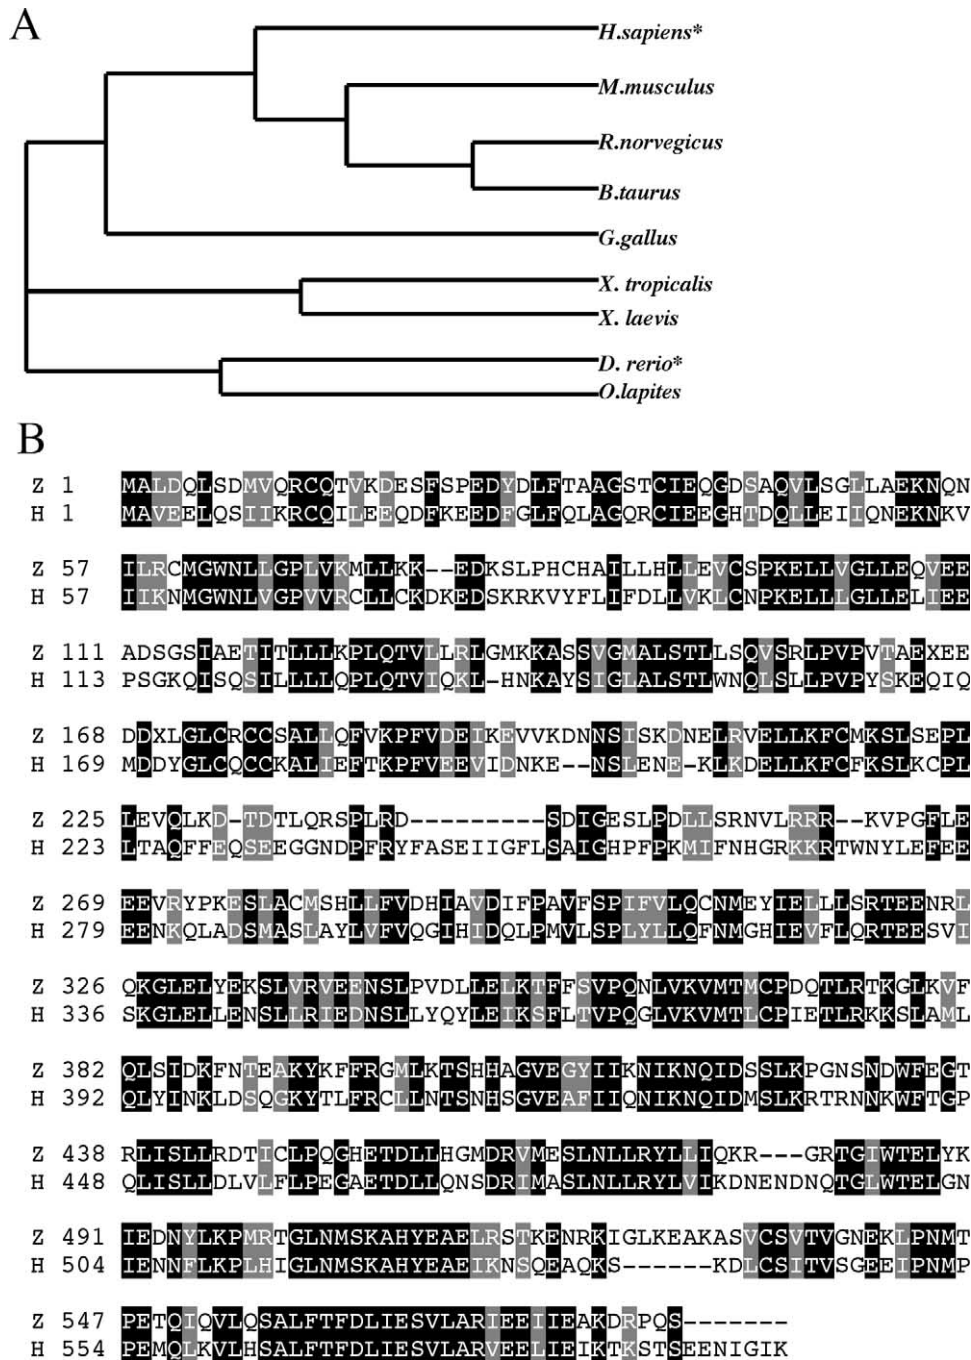 A
H.sapiens*
M.musculus
R.norvegicus
B.taurus
G.gallus
X. tropicalis
X. laevis
D. rerio*
O.lapites
B
Z 1 MALDQLSDMVQRCQTVKDESFSPEDYDLFTAAGSTCIEQGDSAQVLSGLLAEKNQN
H 1 MAVEELQSIIKRCQILEEQDFKEEDFGLFQLAGQRCIEEGHTDQLLEIIQNEKNKV
Z 57 ILRCMGWNLLGPLVKMLLKK--EDKSLPHCHAILLHLLEVCSPKELLVGLLEQVEE
H 57 IIKNMGWNLVGPVVRCLLCKDKEDSKRKVYFLIFDLLVKLCNPKELLLGLLELIEE
Z 111 ADSGSIAETITLLLKPLQTVLLRLGMKKASSVGMALSTLLSQVSRLPVPVTAEXEE
H 113 PSGKQISQSILLLLQPLQTVIQKL-HNKAYSIGLALSTLWNQLSLLPVPYSKEQIQ
Z 168 DDXLGLCRCCSALLQFVKPFVDEIKEVVKDNNSISKDNELRVELLKFCMKSLSEPL
H 169 MDDYGLCQCCKALIEFTKPFVEEVIDNKE--NSLENE-KLKDELLKFCFKSLKCPL
Z 225 LEVQLKD-TDTLQRSPLRD---------SDIGESLPDLLSRNVLRRR--KVPGFLE
H 223 LTAQFFEQSEEGGNDPFRYFASEIIGFLSAIGHPFPKMIFNHGRKKRTWNYLEFEE
Z 269 EEVRYPKESLACMSHLLFVDHIAVDIFPAVFSPIFVLQCNMEYIELLLSRTEENRL
H 279 EENKQLADSMASLAYLVFVQGIHIDQLPMVLSPLYLLQFNMGHIEVFLQRTEESVI
Z 326 QKGLELYEKSLVRVEENSLPVDLLELKTFFSVPQNLVKVMTMCPDQTLRTKGLKVF
H 336 SKGLELLENSLLRIEDNSLLYQYLEIKSFLTVPQGLVKVMTLCPIETLRKKSLAML
Z 382 QLSIDKFNTEAKYKFFRGMLKTSHHAGVEGYIIKNIKNQIDSSLKPGNSNDWFEGT
H 392 QLYINKLDSQGKYTLFRCLLNTSNHSGVEAFIIQNIKNQIDMSLKRTRNNKWFTGP
Z 438 RLISLLRDTICLPQGHETDLLHGMDRVMESLNLLRYLLIQKR---GRTGIWTELYK
H 448 QLISLLDLVLFLPEGAETDLLQNSDRIMASLNLLRYLVIKDNENDNQTGLWTELGN
Z 491 IEDNYLKPMRTGLNMSKAHYEAELRSTKENRKIGLKEAKASVCSVTVGNEKLPNMT
H 504 IENNFLKPLHIGLNMSKAHYEAEIKNSQEAQKS------KDLCSITVSGEEIPNMP
Z 547 PETQIQVLQSALFTFDLIESVLARIEEIIEAKDRPQS-------
H 554 PEMQLKVLHSALFTFDLIESVLARVEELIEIKTKSTSEENIGIK